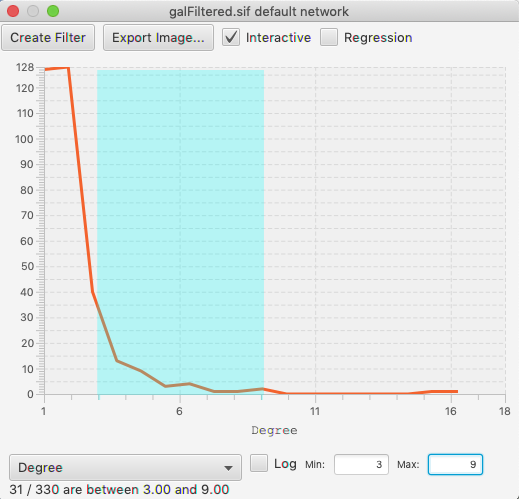 galFiltered.sif default network
Create Filter Export Image... Interactive Regression
128
120
110
100
90
80
70
60
50
40
30
20
10
0
1 6 11 16 18
Degree
Degree Log Min: 3 Max: 9
31 / 330 are between 3.00 and 9.00